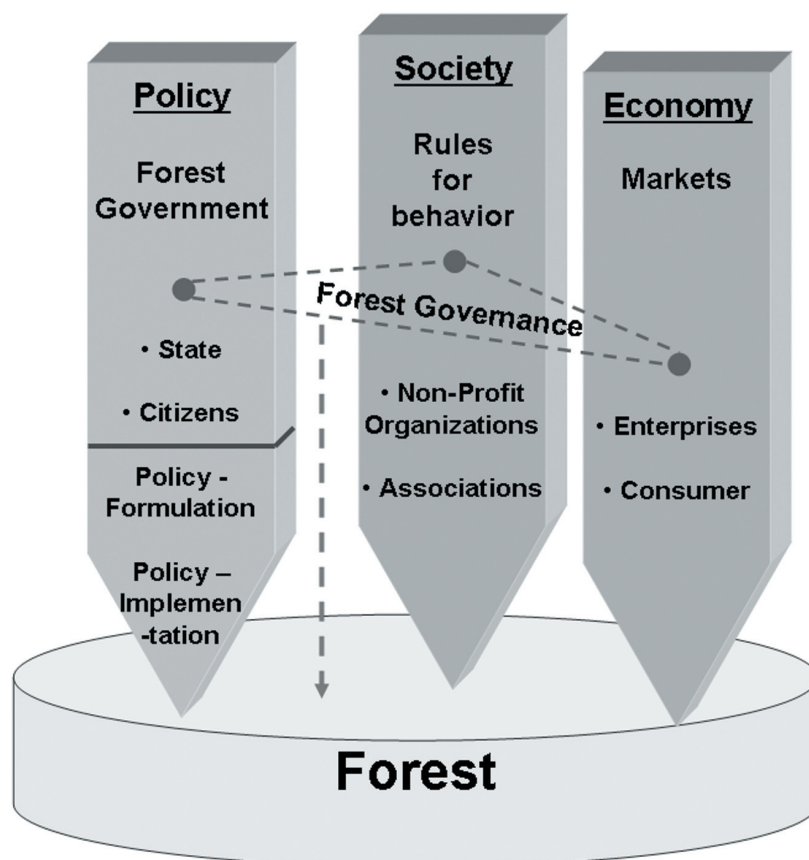 Policy
Forest
Government
• State
• Citizens
Policy -
Formulation
Policy –
Implemen
-tation
Society
Rules
for
behavior
Forest Governance
• Non-Profit
Organizations
• Associations
Economy
Markets
• Enterprises
• Consumer
Forest